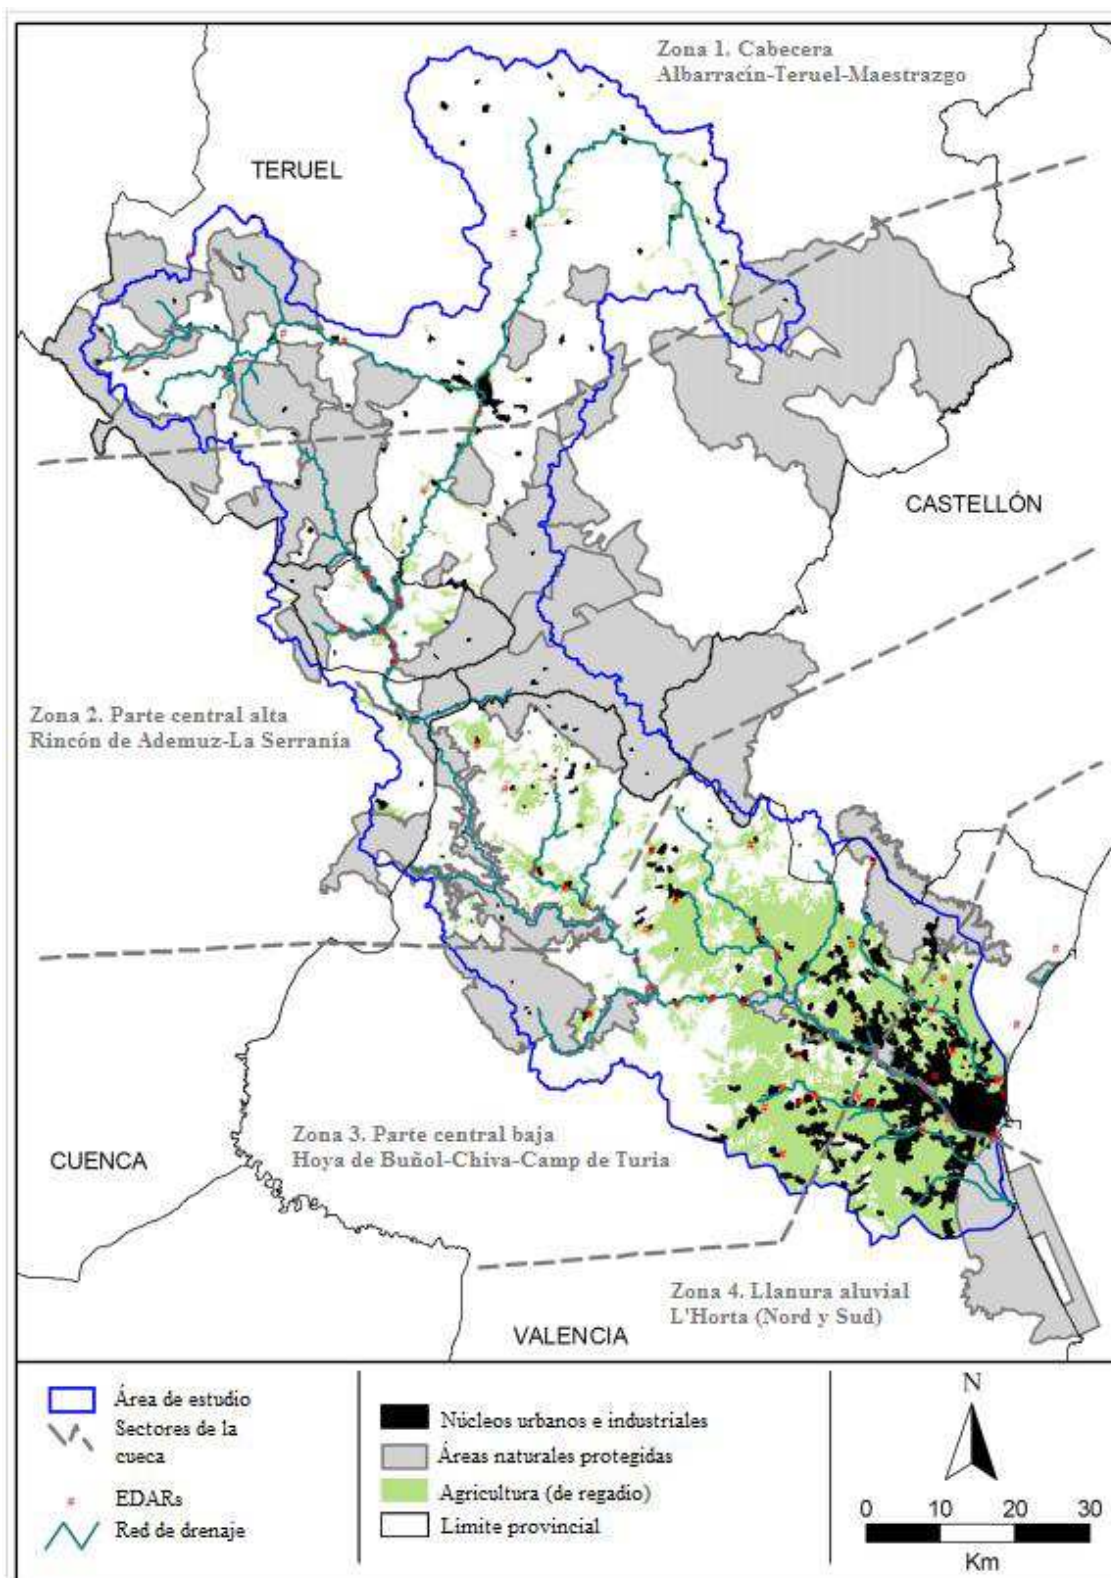 Zona 1. Cabecera
Albarracín-Teruel-Maestrazgo
TERUEL
CASTELLÓN
Zona 2. Parte central alta
Rincón de Ademuz-La Serranía
Zona 3. Parte central baja
Hoya de Buñol-Chiva-Camp de Turia
CUENCA
Zona 4. Llanura aluvial
L'Horta (Nord y Sud)
VALENCIA
Área de estudio
Sectores de la
cueca
EDARs
Red de drenaje
Núcleos urbanos e industriales
Áreas naturales protegidas
Agricultura (de regadio)
Limite provincial
N
0 10 20 30
Km